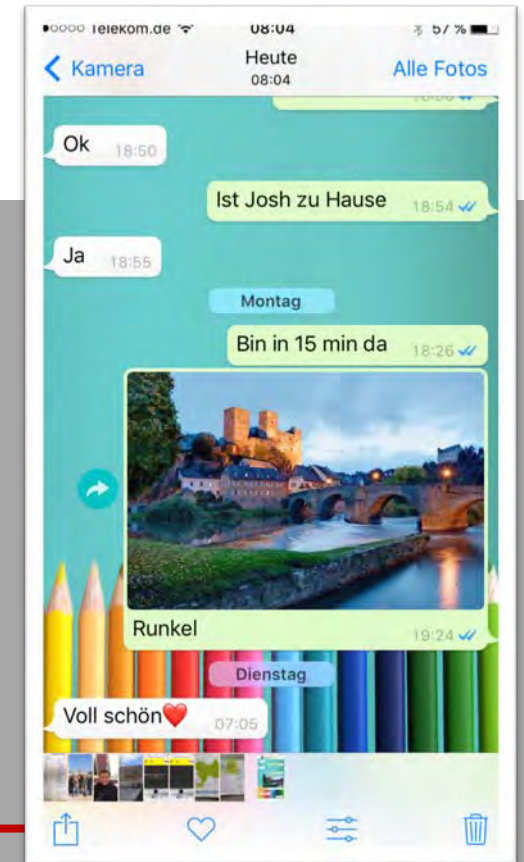 Telekom.de 08:04 57 %
Kamera Heute Alle Fotos
08:04
Ok 18:50
Ist Josh zu Hause 18:54
Ja 18:55
Montag
Bin in 15 min da 18:26
Runkel 19:24
Dienstag
Voll schön❤️ 07:05